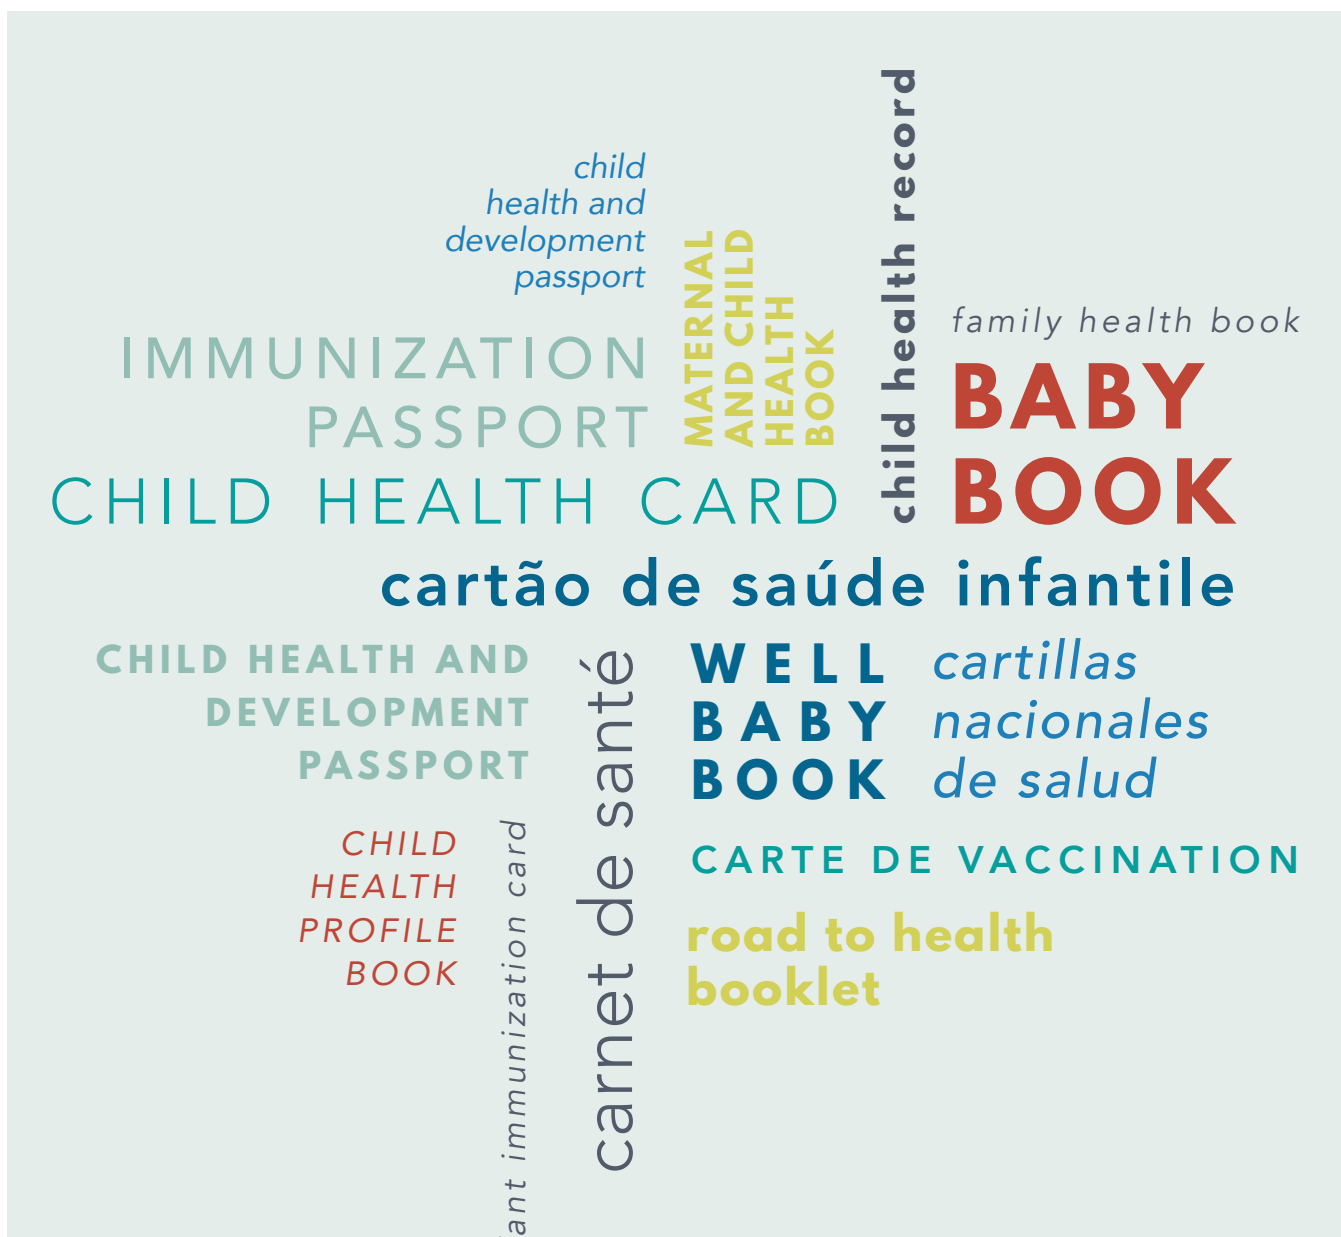 child
health and
development
passport
MATERNAL
AND CHILD
HEALTH
BOOK
child health record
family health book
IMMUNIZATION
PASSPORT
BABY
BOOK
CHILD HEALTH CARD
cartão de saúde infantile
CHILD HEALTH AND
DEVELOPMENT
PASSPORT
carnet de santé
WELL
BABY
BOOK
cartillas
nacionales
de salud
CHILD
HEALTH
PROFILE
BOOK
ant immunization card
CARTE DE VACCINATION
road to health
booklet